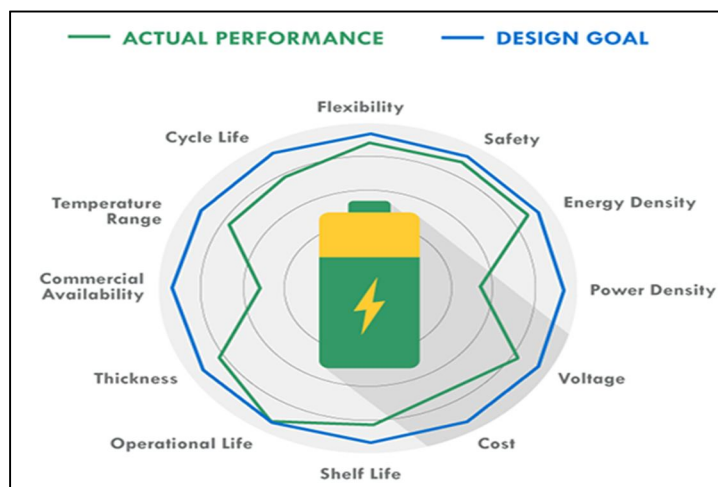 ACTUAL PERFORMANCE
DESIGN GOAL
Flexibility
Cycle Life
Safety
Temperature
Range
Energy Density
Commercial
Availability
Power Density
Thickness
Voltage
Operational Life
Cost
Shelf Life